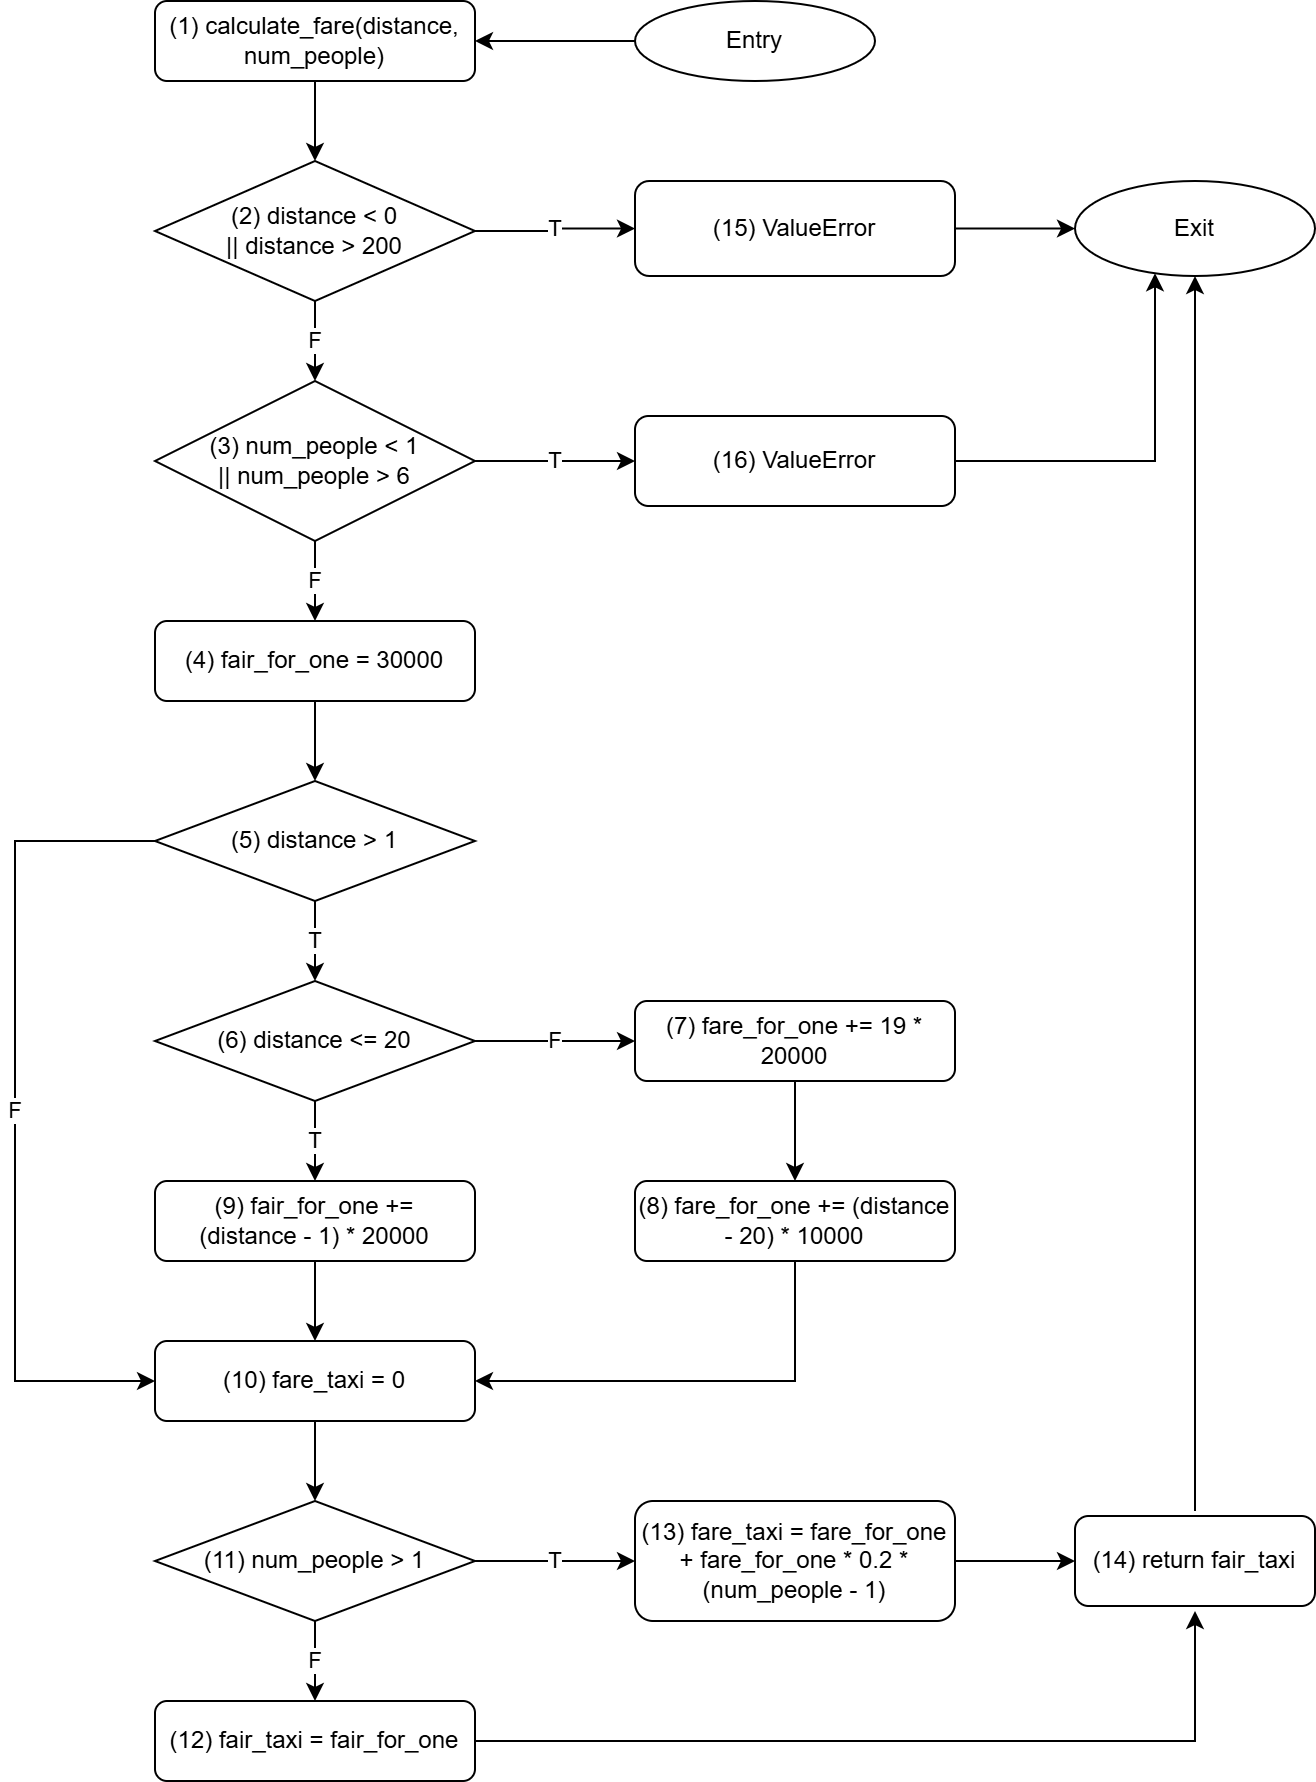 (1) calculate_fare(distance,
num_people)
Entry
(2) distance < 0
|| distance > 200
T
(15) ValueError
Exit
F
(3) num_people < 1
|| num_people > 6
T
(16) ValueError
F
(4) fair_for_one = 30000
(5) distance > 1
T
(6) distance <= 20
F
(7) fare_for_one += 19 *
20000
F
T
(9) fair_for_one +=
(distance - 1) * 20000
(8) fare_for_one += (distance
- 20) * 10000
(10) fare_taxi = 0
(11) num_people > 1
T
(13) fare_taxi = fare_for_one
+ fare_for_one * 0.2 *
(num_people - 1)
(14) return fair_taxi
F
(12) fair_taxi = fair_for_one